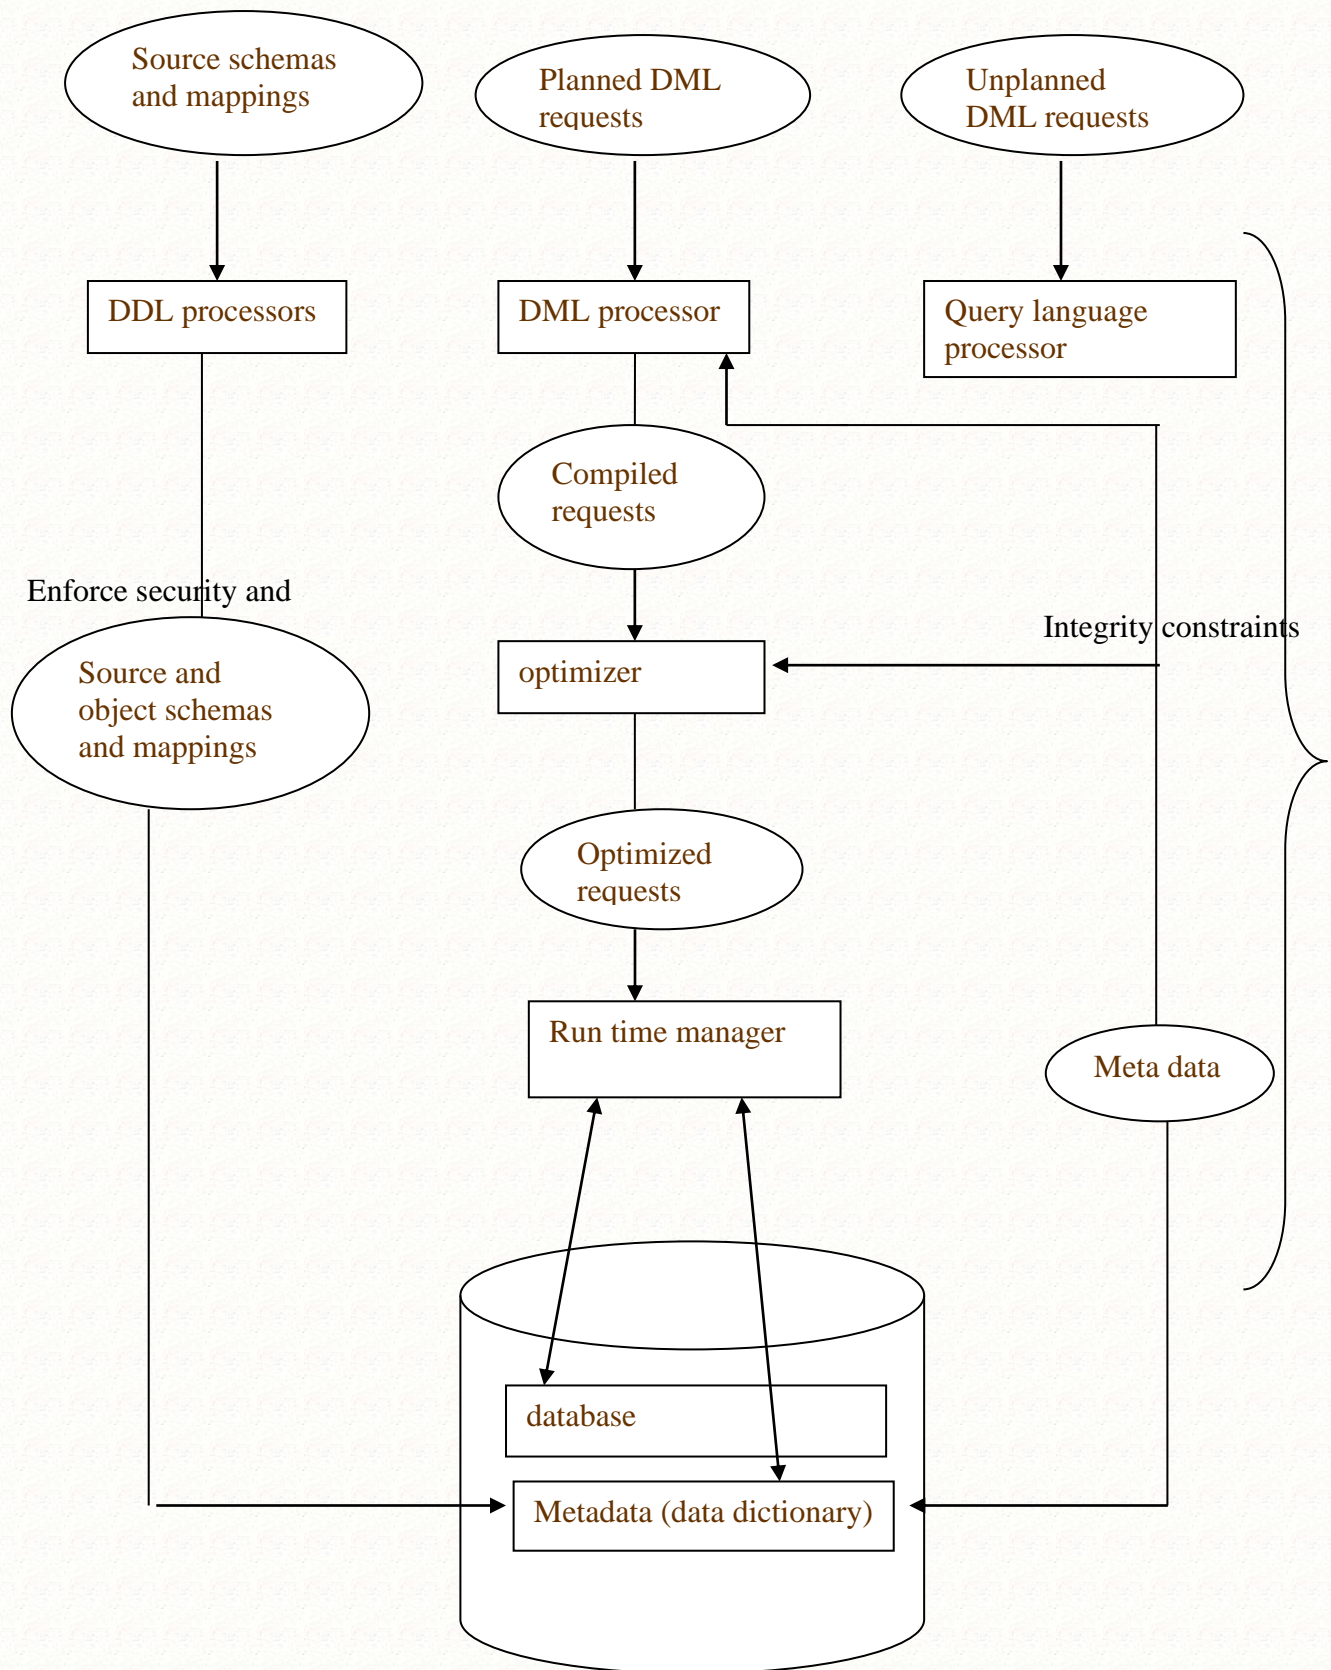 Source schemas
and mappings
Planned DML
requests
Unplanned
DML requests
DDL processors
DML processor
Query language
processor
Compiled
requests
Enforce security and
Integrity constraints
Source and
object schemas
and mappings
optimizer
Optimized
requests
Run time manager
Meta data
database
Metadata (data dictionary)